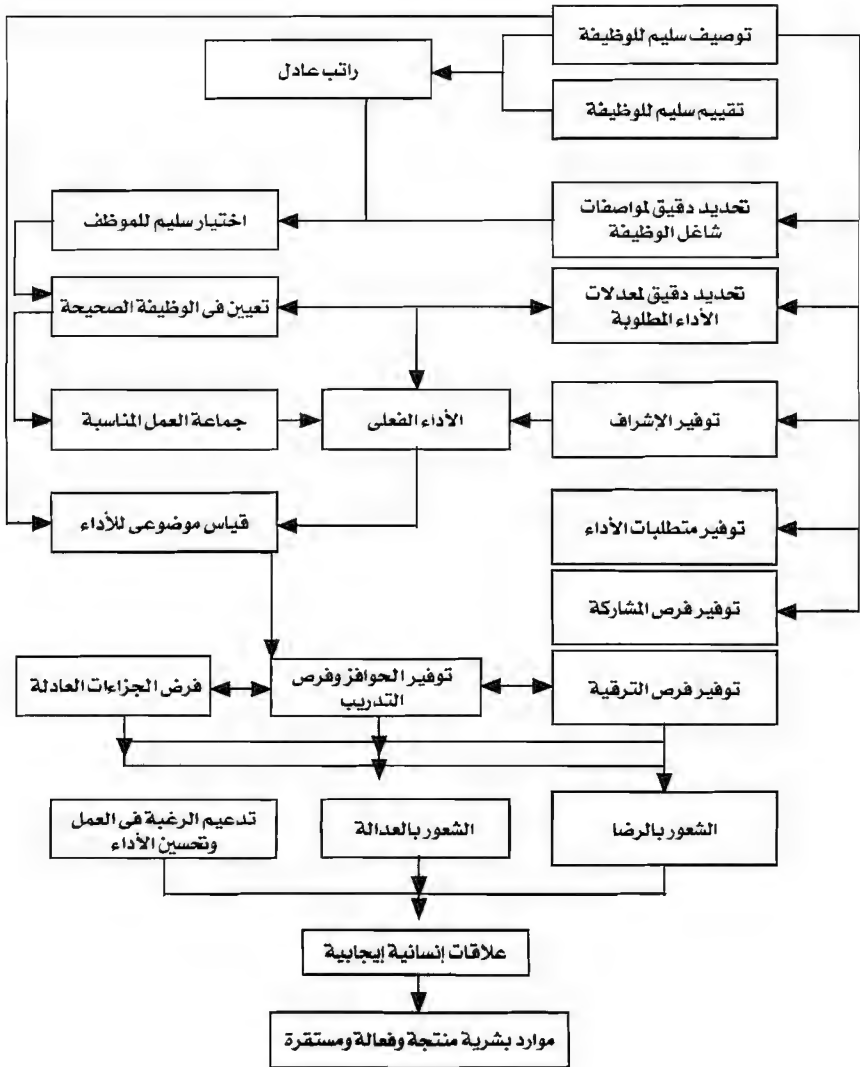 توصيف سليم للوظيفة
راتب عادل
تقييم سليم للوظيفة
تحديد دقيق لمواصفات
شاغل الوظيفة
اختيار سليم للموظف
تحديد دقيق لمعدلات
الأداء المطلوبة
تعيين فى الوظيفة الصحيحة
توفير الإشراف
الأداء الفعلى
جماعة العمل المناسبة
توفير متطلبات الأداء
قياس موضوعى للأداء
توفير فرص المشاركة
توفير فرص الترقية
توفير الحوافز وفرص
التدريب
فرض الجزاءات العادلة
الشعور بالرضا
الشعور بالعدالة
تدعيم الرغبة فى العمل
وتحسين الأداء
علاقات إنسانية إيجابية
موارد بشرية منتجة وفعالة ومستقرة